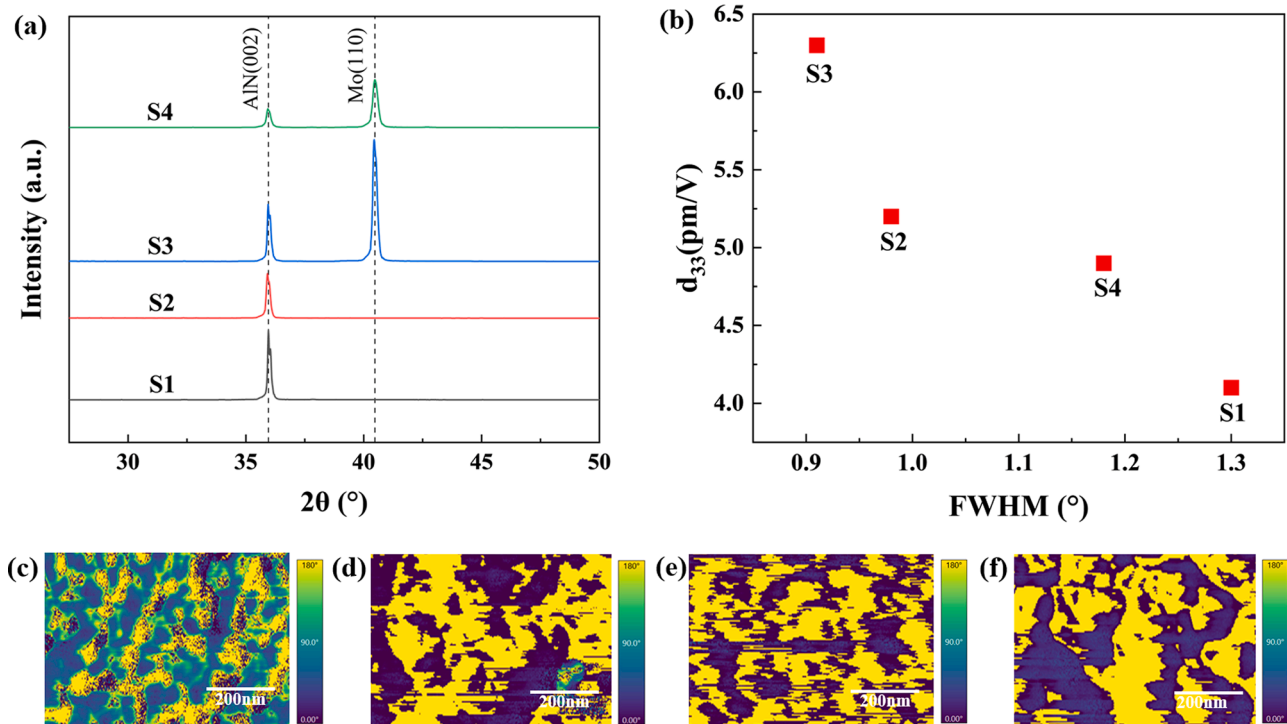 (a)
AlN(002)
Mo(110)
S4
S3
S2
S1
Intensity (a.u.)
30 35 40 45 50
2θ (°)
(b)
6.5
6.0
5.5
5.0
4.5
4.0
d33(pm/V)
S3
S2
S4
S1
0.9 1.0 1.1 1.2 1.3
FWHM (°)
(c)
200nm
180°
90.0°
0.00°
(d)
200nm
180°
90.0°
0.00°
(e)
200nm
180°
90.0°
0.00°
(f)
200nm
180°
90.0°
0.00°